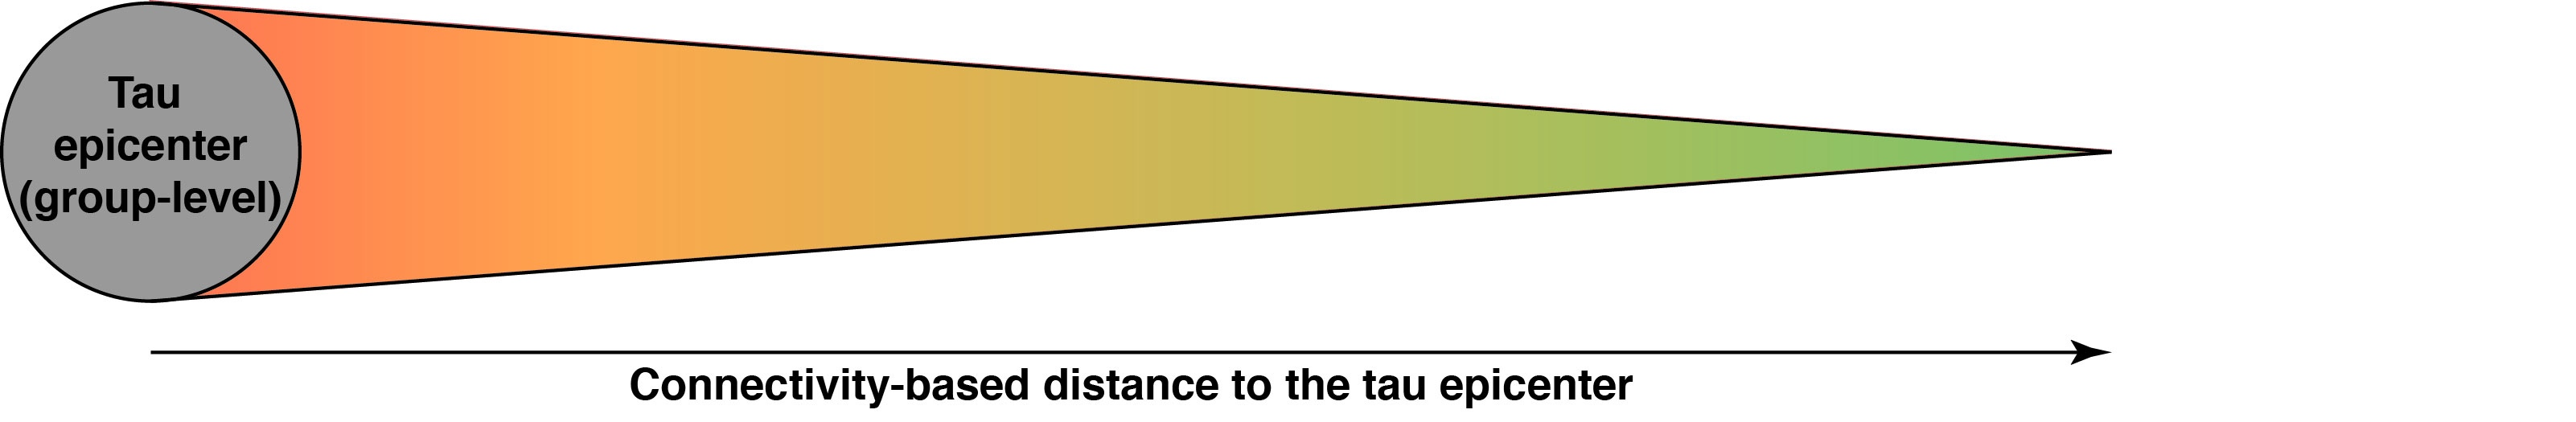 Tau
epicenter
(group-level)
Connectivity-based distance to the tau epicenter